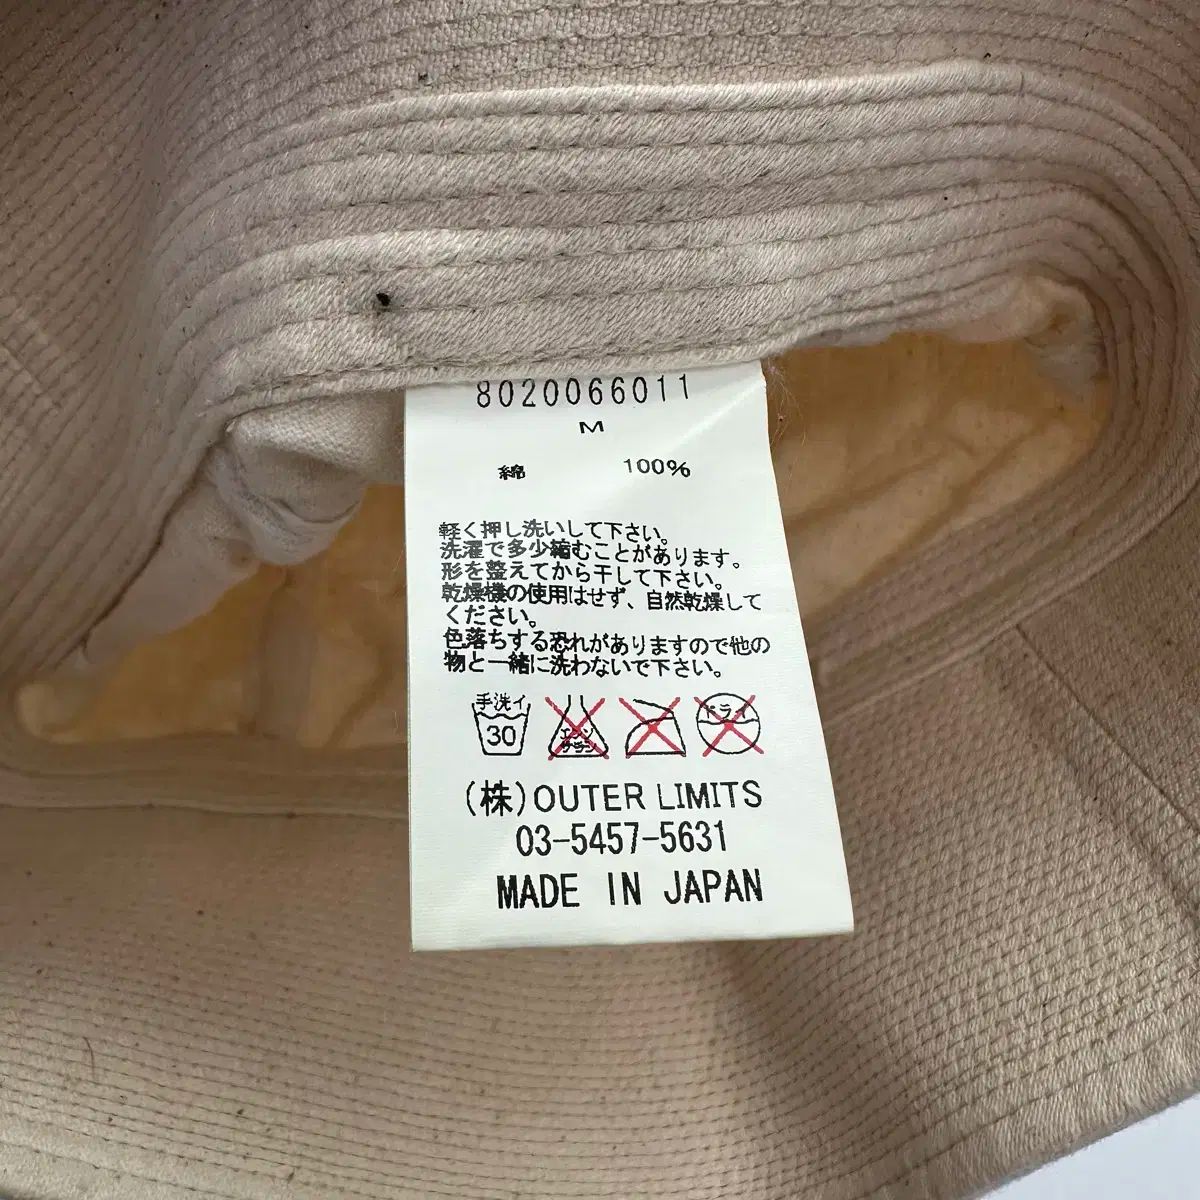 8020066011
M
綿 100%
軽く押し洗いして下さい。
洗濯で多少縮むことがあります。
形を整えてから干して下さい。
乾燥機の使用はせず、自然乾燥して
ください。
色落ちする恐れがありますので他の
物と一緒に洗わないで下さい。
手洗イ
30
エンソ
サラシ
ドライ
(株)OUTER LIMITS
03-5457-5631
MADE IN JAPAN